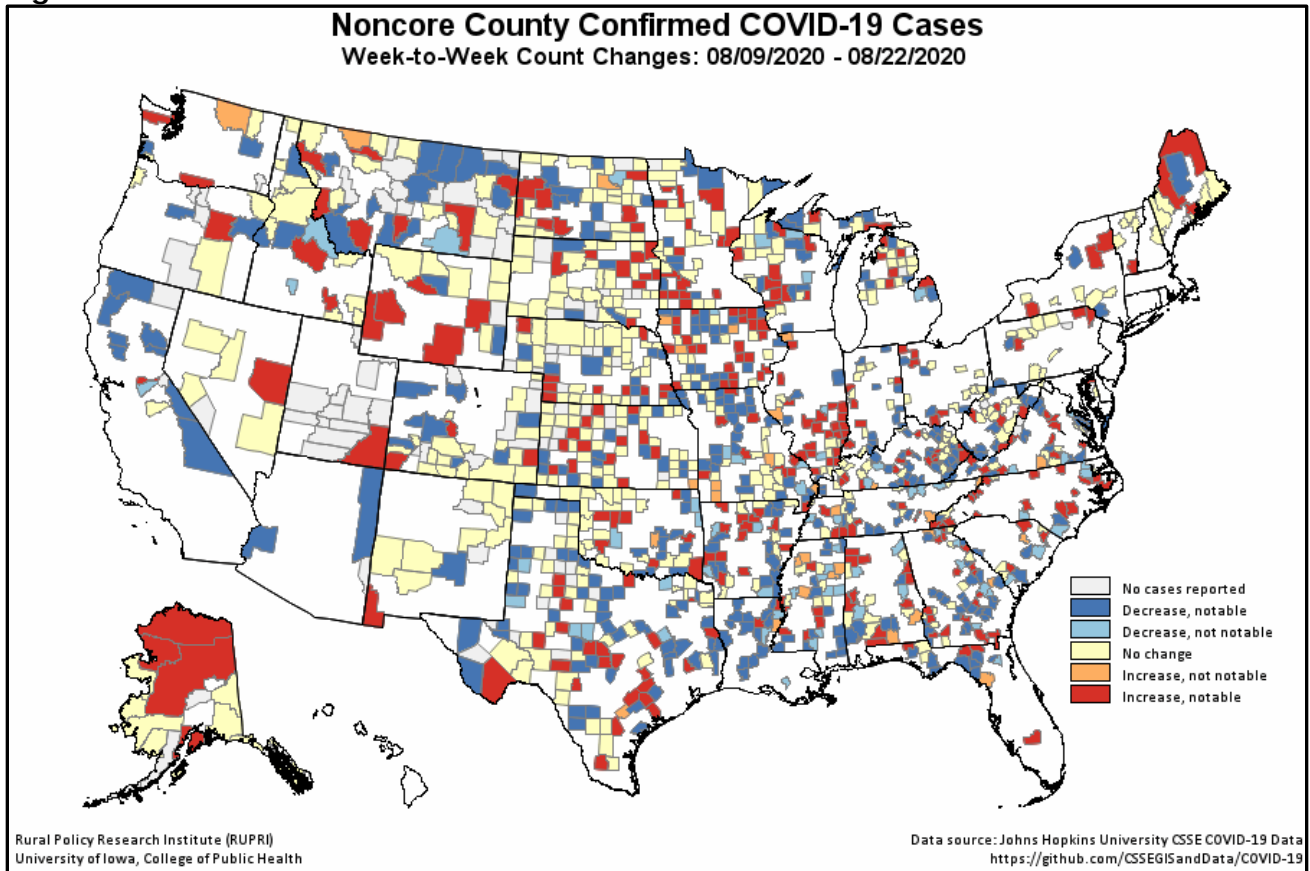 Noncore County Confirmed COVID-19 Cases
Week-to-Week Count Changes: 08/09/2020 - 08/22/2020
No cases reported
Decrease, notable
Decrease, not notable
No change
Increase, not notable
Increase, notable
Rural Policy Research Institute (RUPRI)
University of Iowa, College of Public Health
Data source: Johns Hopkins University CSSE COVID-19 Data
https://github.com/CSSEGISandData/COVID-19